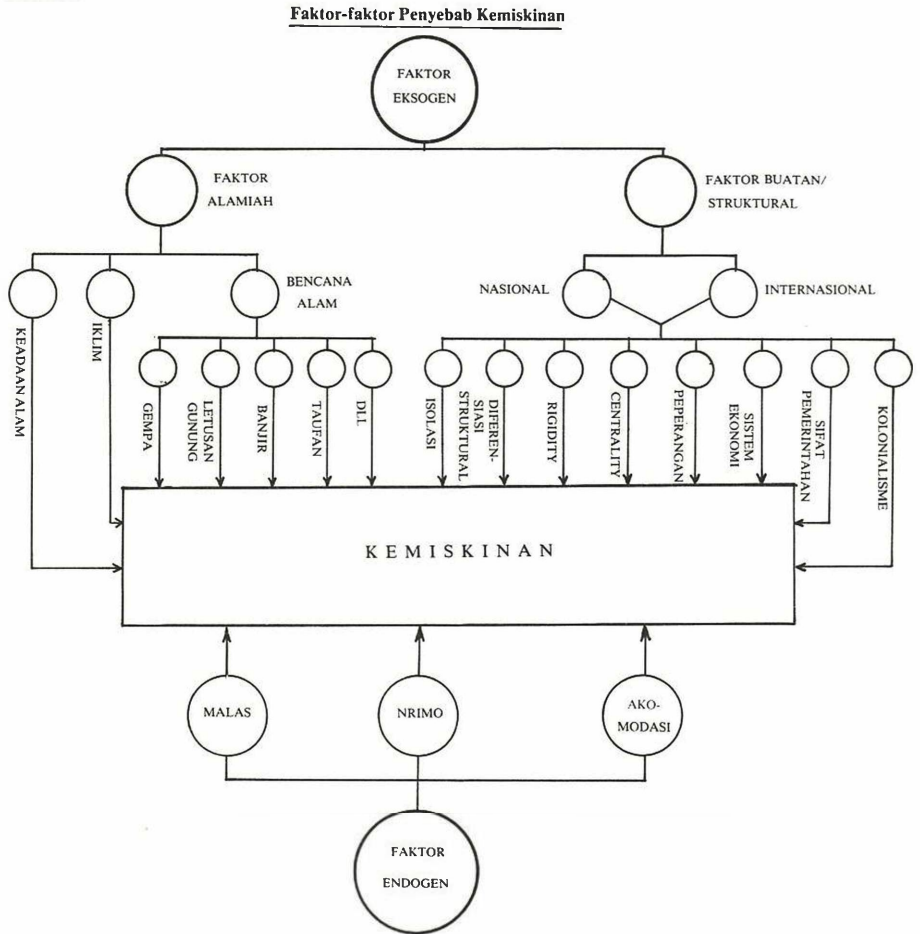 Faktor-faktor Penyebab Kemiskinan
FAKTOR
EKSOGEN
FAKTOR
ALAMIAH
FAKTOR BUATAN/
STRUKTURAL
BENCANA
ALAM
NASIONAL
INTERNASIONAL
KEADAAN ALAM
IKLIM
GEMPA
LETUSAN
GUNUNG
BANJIR
TAUFAN
DLL
ISOLASI
DIFEREN-
SIASI
STRUKTURAL
RIGIDITY
CENTRALITY
PEPERANGAN
SISTEM
EKONOMI
SIFAT
PEMERINTAHAN
KOLONIALISME
KEMISKINAN
MALAS
NRIMO
AKO-
MODASI
FAKTOR
ENDOGEN